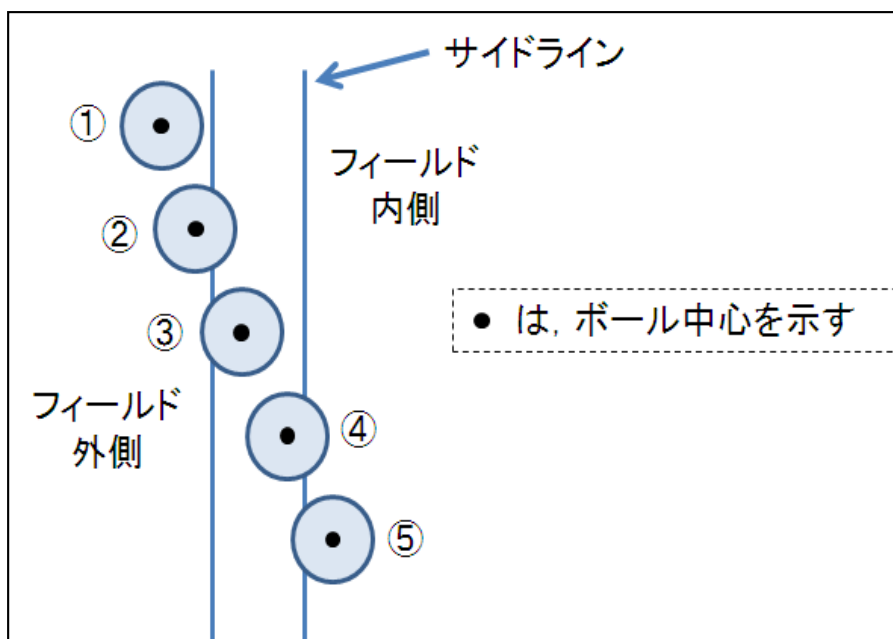 サイドライン
①
フィールド
内側
②
● は，ボール中心を示す
③
フィールド
外側
④
⑤